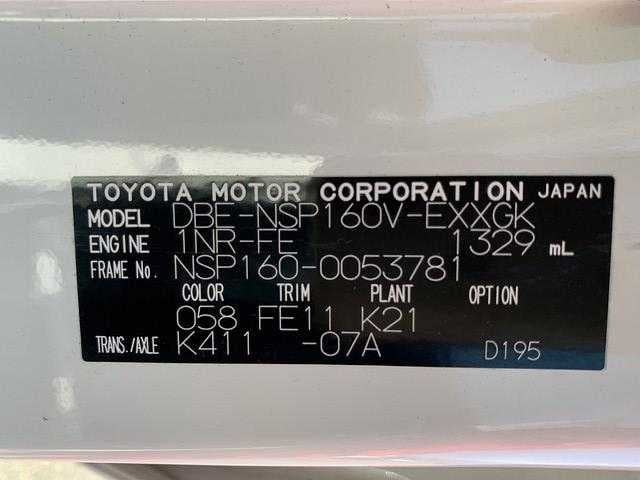 TOYOTA MOTOR CORPORATION JAPAN
MODEL DBE-NSP160V-EXXGK
ENGINE 1NR-FE 1329 mL
FRAME No. NSP160-0053781
COLOR TRIM PLANT OPTION
058 FE11 K21
TRANS./AXLE K411 -07A D195